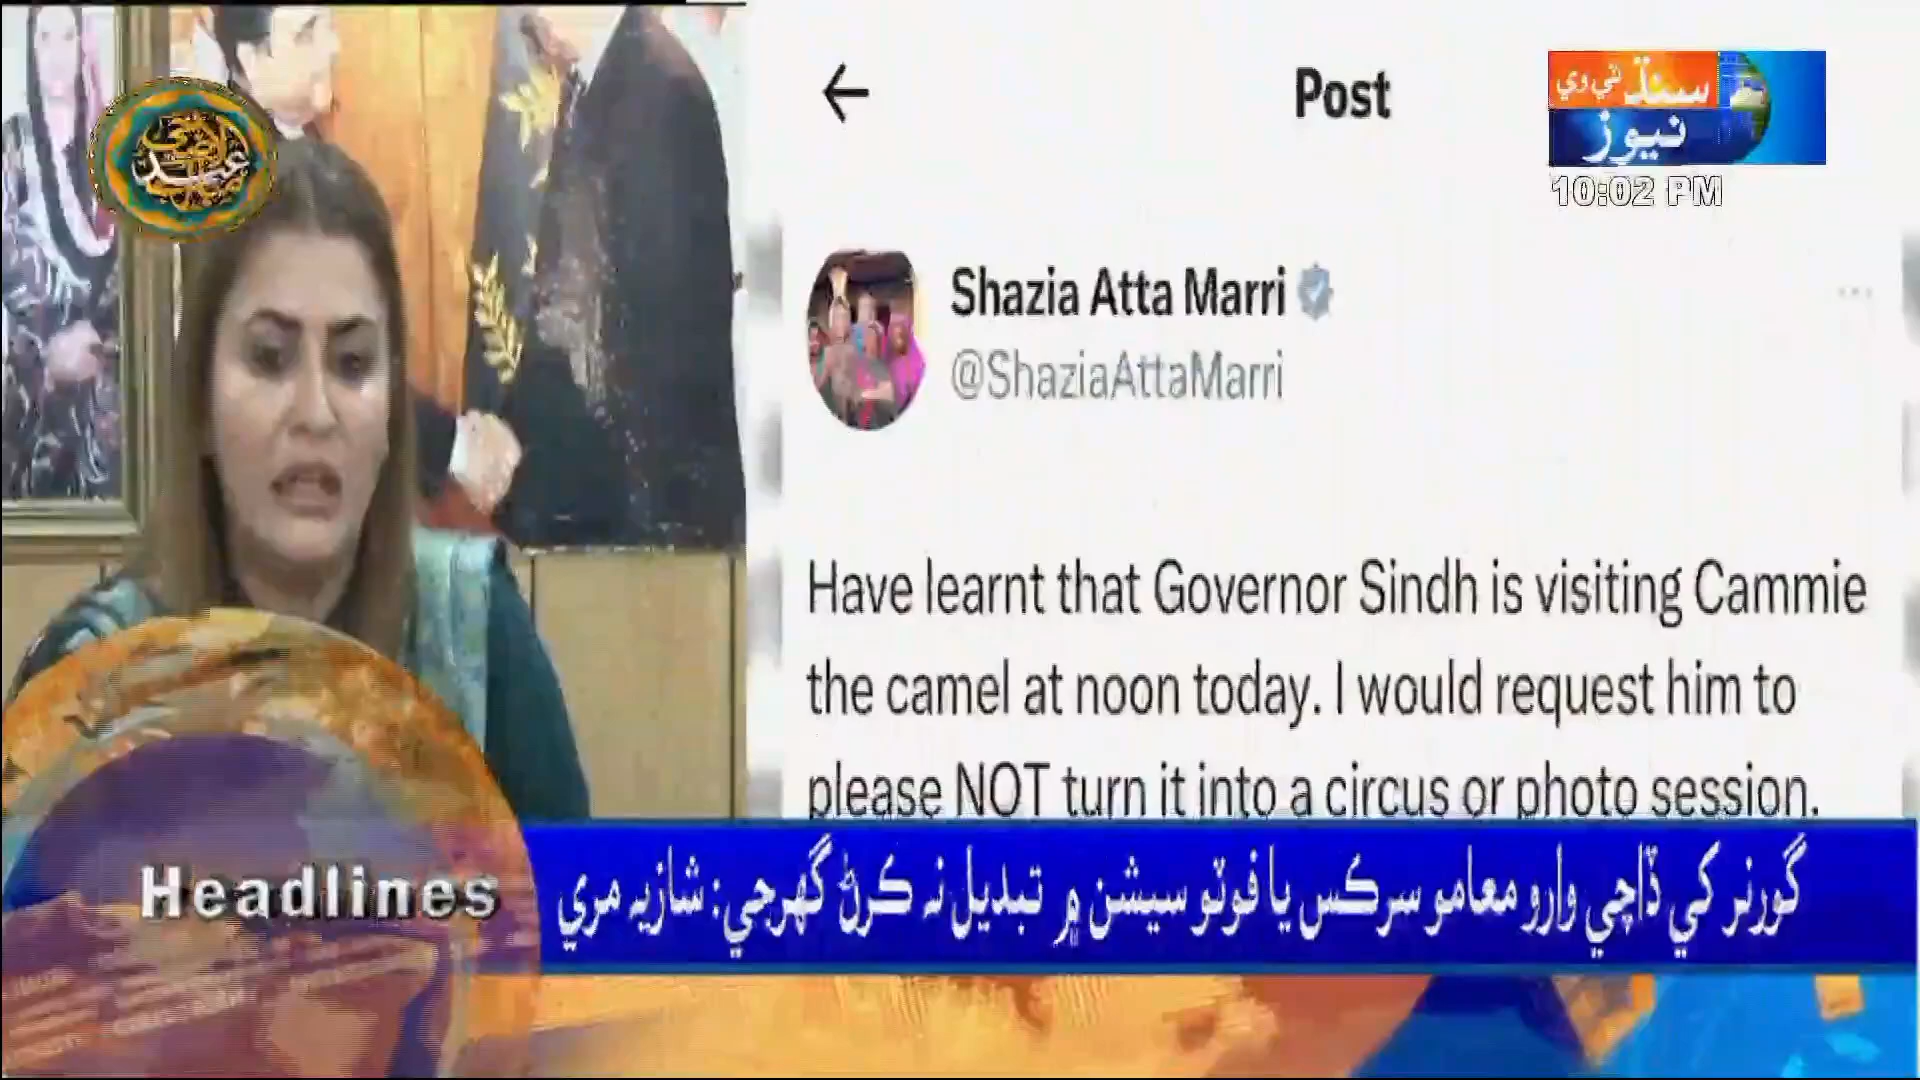 Post
سنڌ ٽي وي
نيوز
10:02 PM
Shazia Atta Marri
@ShaziaAttaMarri
Have learnt that Governor Sindh is visiting Cammie
the camel at noon today. I would request him to
please NOT turn it into a circus or photo session.
Headlines
گورنر کي ڏاچي وارو معامو سرڪس يا فوٽو سيشن ۾ تبديل نہ ڪرڻ گهرجي: شازيہ مري